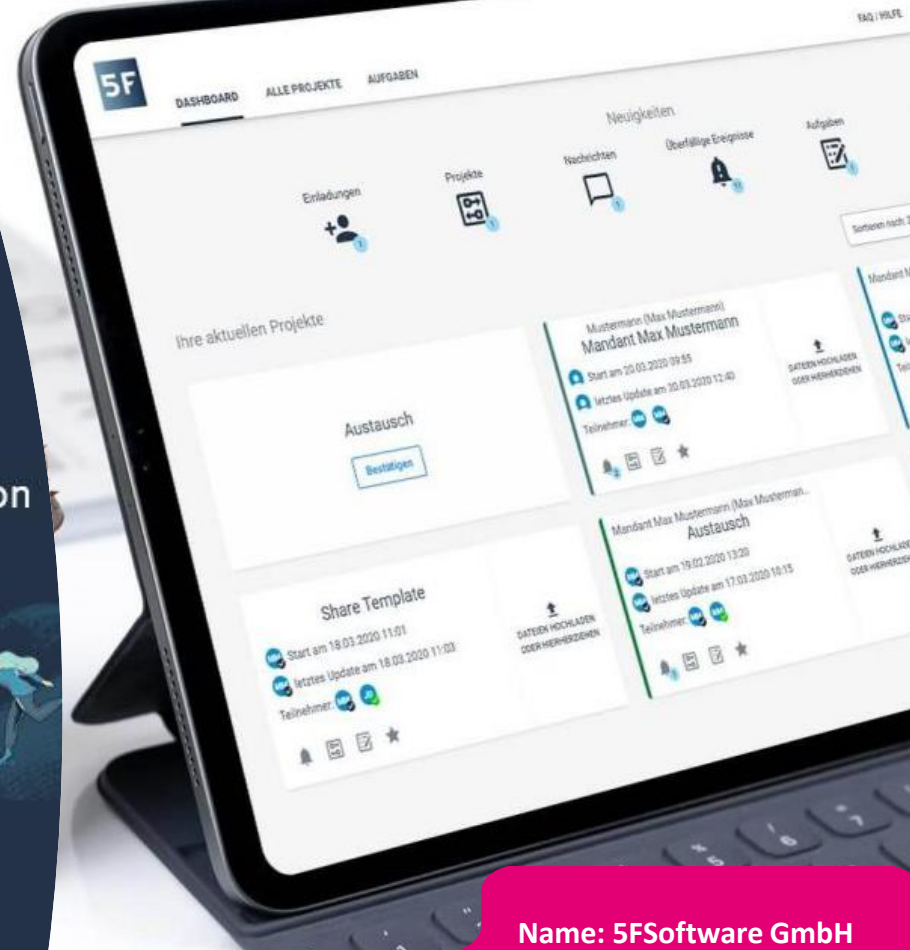 5F
DASHBOARD ALLE PROJEKTE AUFGABEN
FAQ / HILFE
Neuigkeiten
Einladungen
Projekte
Nachrichten
Überfällige Ereignisse
Aufgaben
Sortieren nach:
Ihre aktuellen Projekte
Austausch
Bestätigen
Mustermann (Max Mustermann)
Mandant Max Mustermann
Start am 20.03.2020 09:55
letztes Update am 20.03.2020 12:40
Teilnehmer:
DATEIEN HOCHLADEN
ODER HIERHERZIEHEN
Mandant M
Share Template
Start am 18.03.2020 11:01
letztes Update am 18.03.2020 11:03
Teilnehmer:
DATEIEN HOCHLADEN
ODER HIERHERZIEHEN
Mandant Max Mustermann (Max Musterman...
Austausch
Start am 19.02.2020 13:20
letztes Update am 17.03.2020 10:15
Teilnehmer:
DATEIEN HOCHLADEN
on
Name: 5FSoftware GmbH